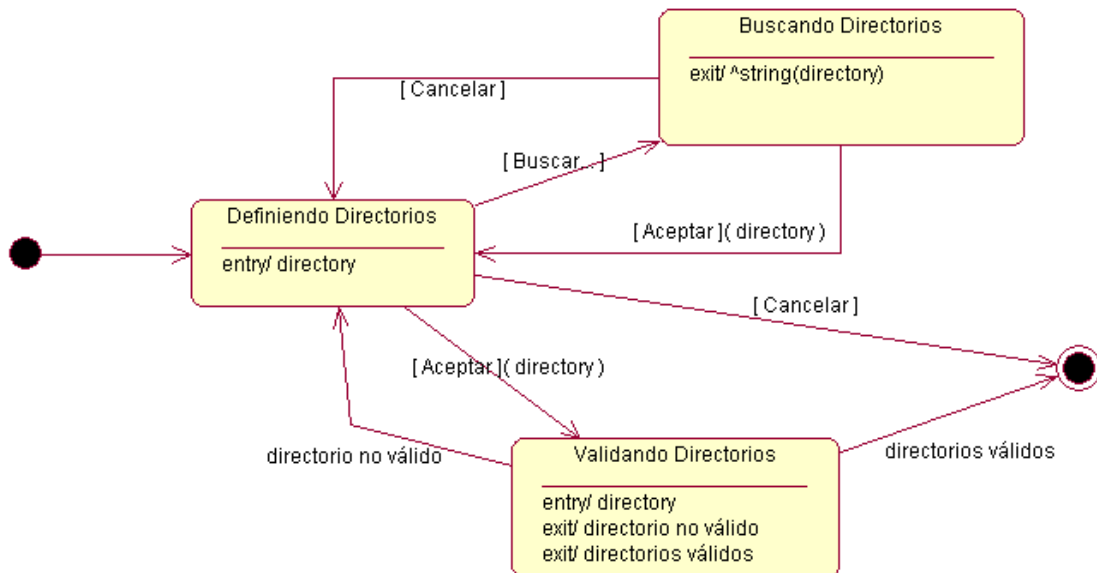 Buscando Directorios
exit/ ^string(directory)
[ Cancelar ]
[ Buscar... ]
Definiendo Directorios
entry/ directory
[ Aceptar ]( directory )
[ Cancelar ]
[ Aceptar ]( directory )
directorio no válido
Validando Directorios
entry/ directory
exit/ directorio no válido
exit/ directorios válidos
directorios válidos